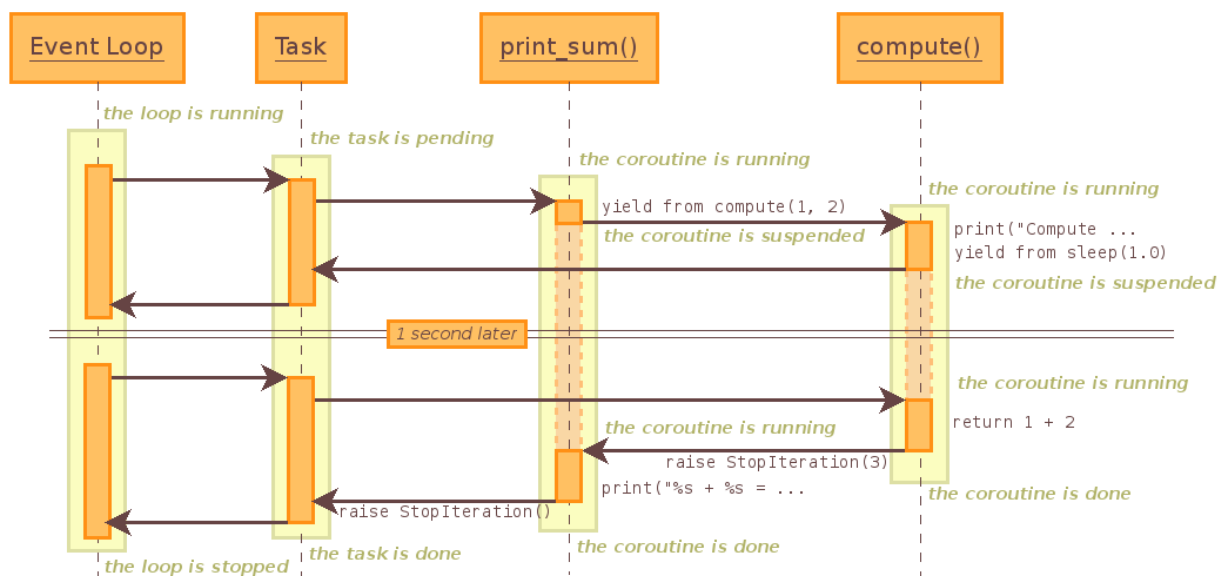 Event Loop
Task
print_sum()
compute()
the loop is running
the task is pending
the coroutine is running
the coroutine is running
yield from compute(1, 2)
the coroutine is suspended
print("Compute ...
yield from sleep(1.0)
the coroutine is suspended
1 second later
the coroutine is running
return 1 + 2
the coroutine is running
raise StopIteration(3)
print("%s + %s = ...
the coroutine is done
raise StopIteration()
the coroutine is done
the task is done
the loop is stopped